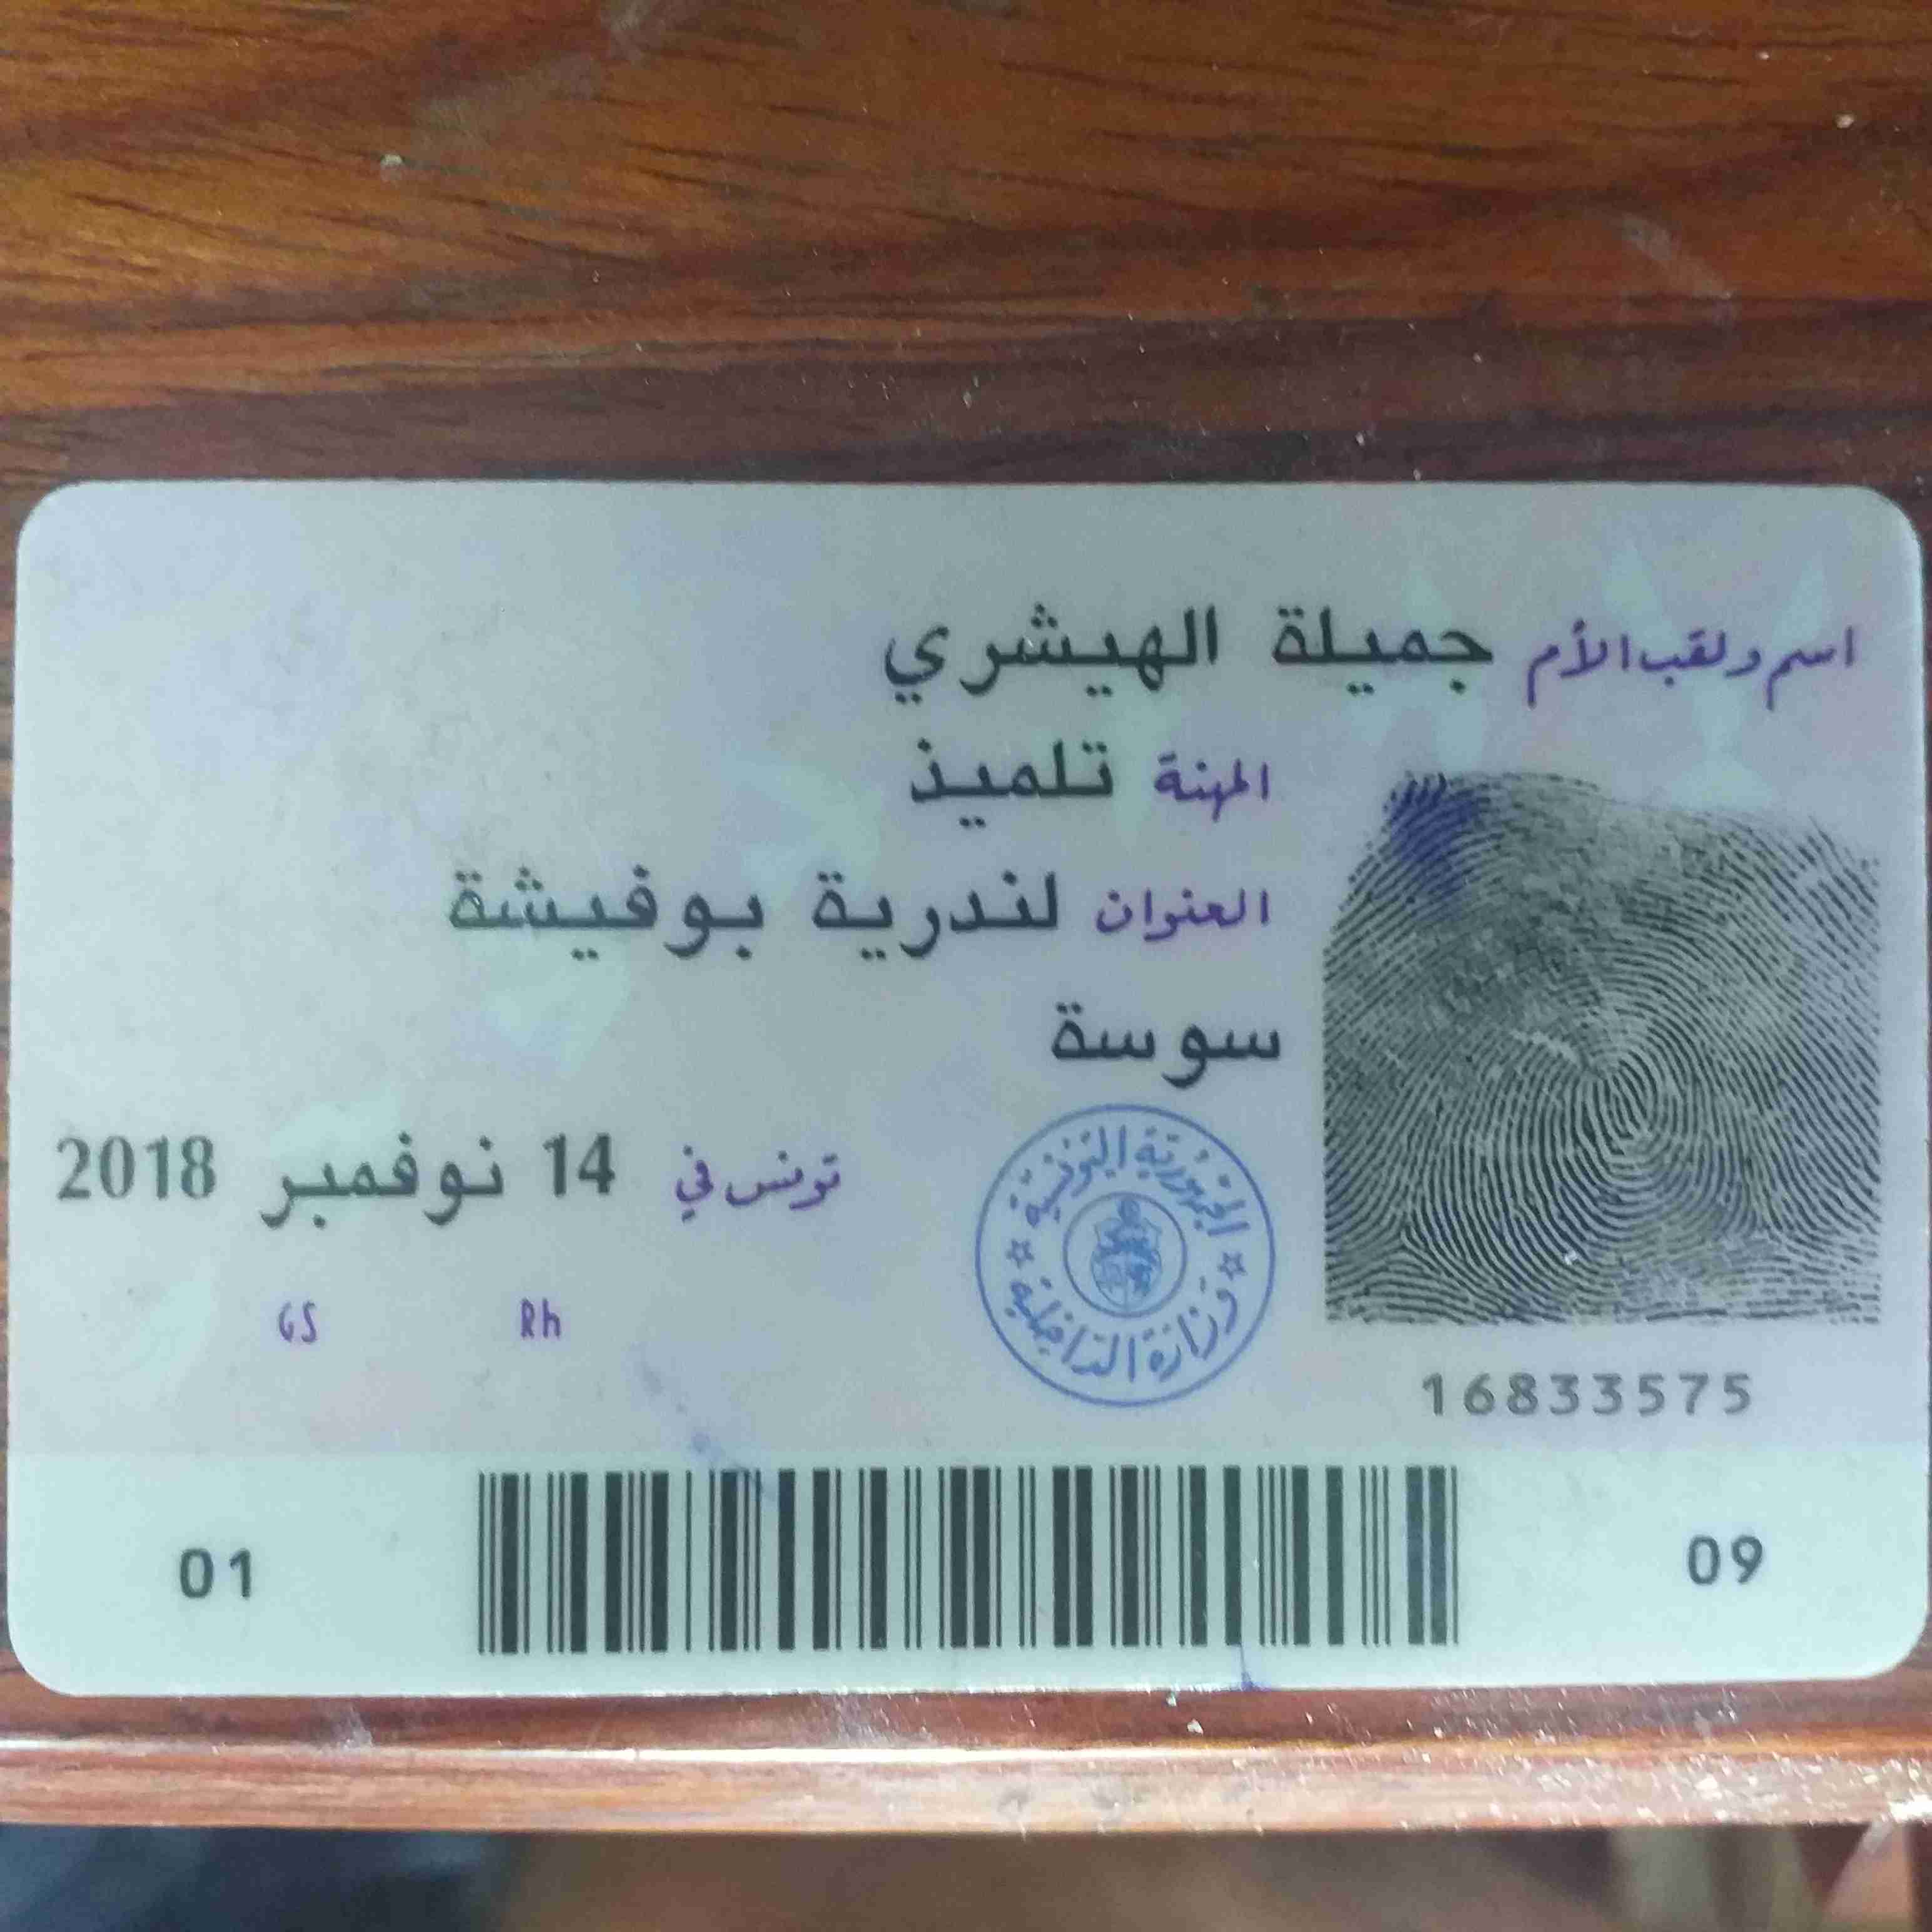 اسم ولقب الأم جميلة الهيشري
المهنة تلميذ
العنوان لندرية بوفيشة
سوسة
تونس في 14 نوفمبر 2018
الجمهورية التونسية
وزارة الداخلية
Rh
GS
16833575
09
01